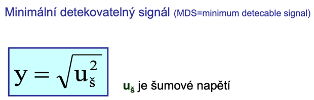 Minimální detekovatelný signál (MDS=minimum detecable signal)
y = √u²š
uš je šumové napětí